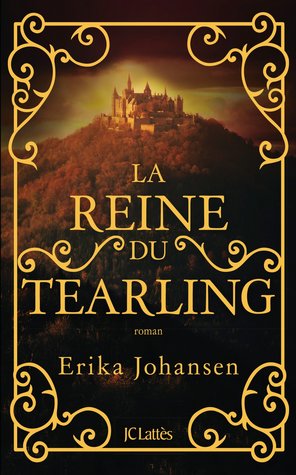 LA
REINE
DU
TEARLING
roman
Erika Johansen
JC Lattès